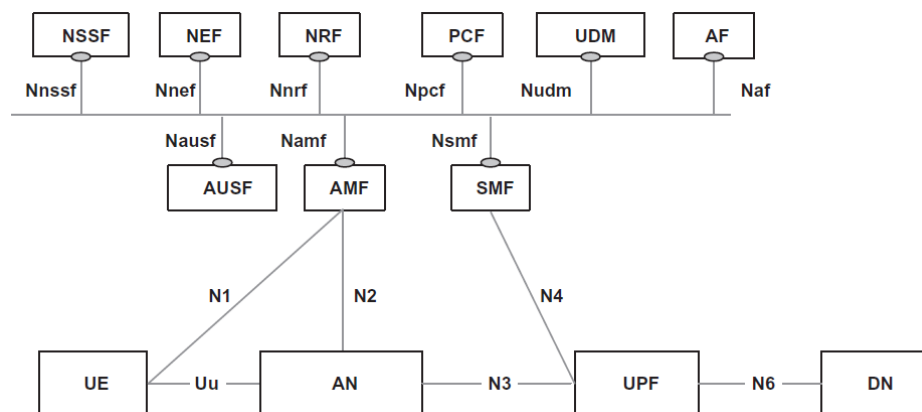 NSSF NEF NRF PCF UDM AF
Nnssf Nnef Nnrf Npcf Nudm Naf
Nausf Namf Nsmf
AUSF AMF SMF
N1 N2 N4
UE Uu AN N3 UPF N6 DN